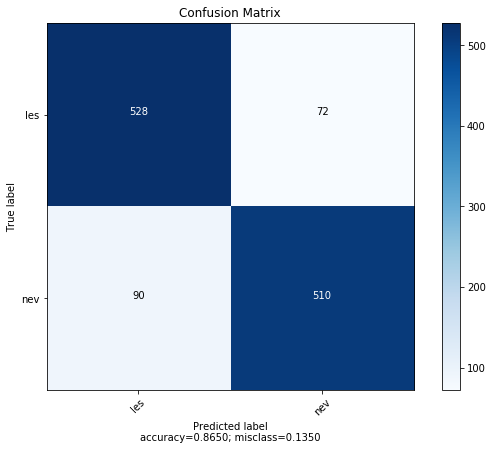 Confusion Matrix
les
528
72
nev
90
510
True label
les
nev
Predicted label
accuracy=0.8650; misclass=0.1350
500
400
300
200
100